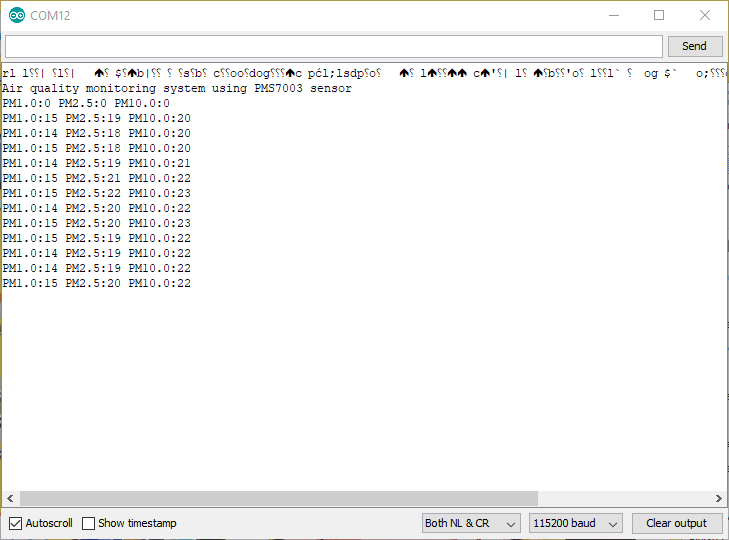 COM12
Send
Air quality monitoring system using PMS7003 sensor
PM1.0:0 PM2.5:0 PM10.0:0
PM1.0:15 PM2.5:19 PM10.0:20
PM1.0:14 PM2.5:18 PM10.0:20
PM1.0:15 PM2.5:18 PM10.0:20
PM1.0:14 PM2.5:19 PM10.0:21
PM1.0:15 PM2.5:21 PM10.0:22
PM1.0:15 PM2.5:22 PM10.0:23
PM1.0:14 PM2.5:20 PM10.0:22
PM1.0:15 PM2.5:20 PM10.0:23
PM1.0:15 PM2.5:19 PM10.0:22
PM1.0:14 PM2.5:19 PM10.0:22
PM1.0:14 PM2.5:19 PM10.0:22
PM1.0:15 PM2.5:20 PM10.0:22
Autoscroll Show timestamp Both NL & CR 115200 baud Clear output